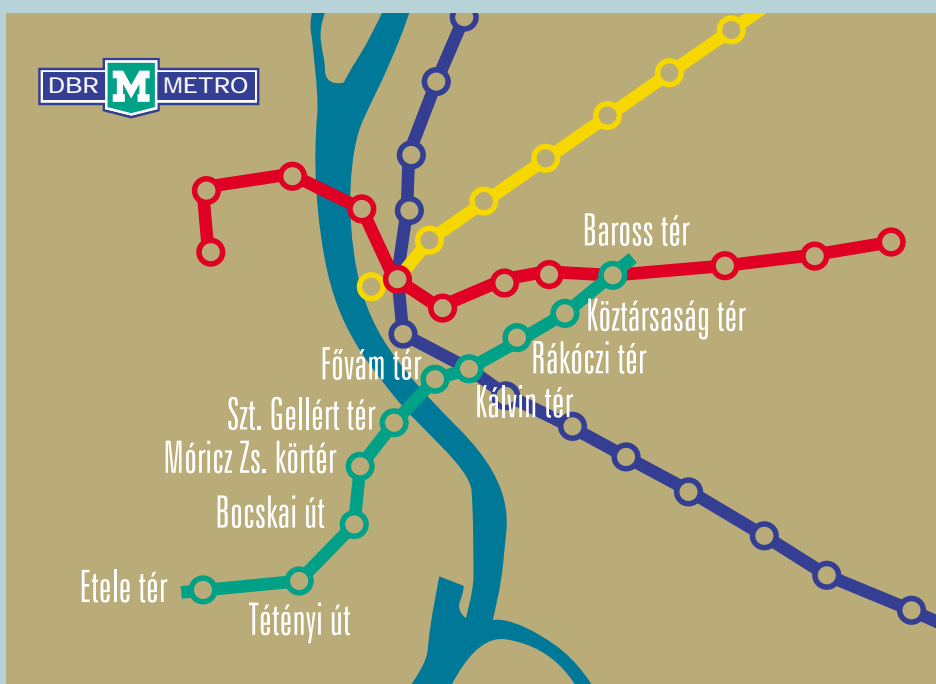 DBR M METRO
Baross tér
Köztársaság tér
Rákóczi tér
Fővám tér
Kálvin tér
Szt. Gellért tér
Móricz Zs. körtér
Bocskai út
Etele tér
Tétényi út